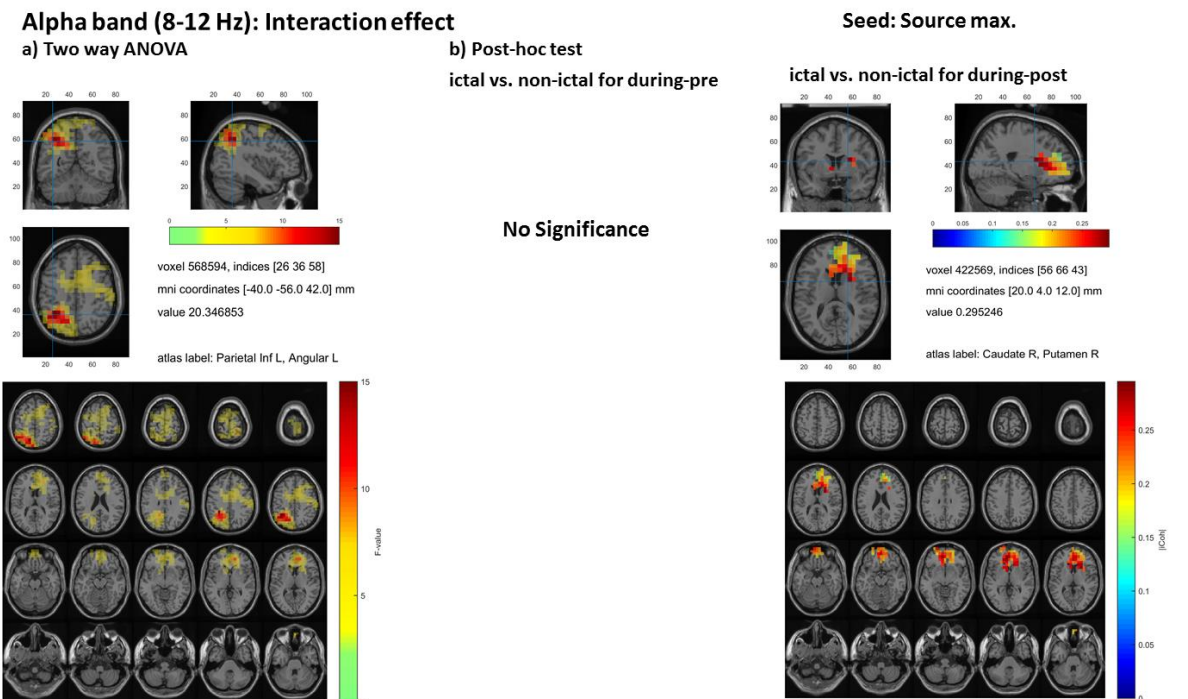 Alpha band (8-12 Hz): Interaction effect
Seed: Source max.
a) Two way ANOVA
b) Post-hoc test
ictal vs. non-ictal for during-pre
ictal vs. non-ictal for during-post
20 40 60 80
20 40 60 80 100
80
60
40
20
0 5 10 15
100
80
60
40
20
20 40 60 80
voxel 568594, indices [26 36 58]
mni coordinates [-40.0 -56.0 42.0] mm
value 20.346853
atlas label: Parietal Inf L, Angular L
15
10
5
F-value
No Significance
20 40 60 80
20 40 60 80 100
80
60
40
20
80
60
40
20
0 0.05 0.1 0.15 0.2 0.25
100
80
20 40 60 80
voxel 422569, indices [56 66 43]
mni coordinates [20.0 4.0 12.0] mm
value 0.295246
atlas label: Caudate R, Putamen R
0.25
0.2
0.15
0.1
0.05
0
|iCoh|